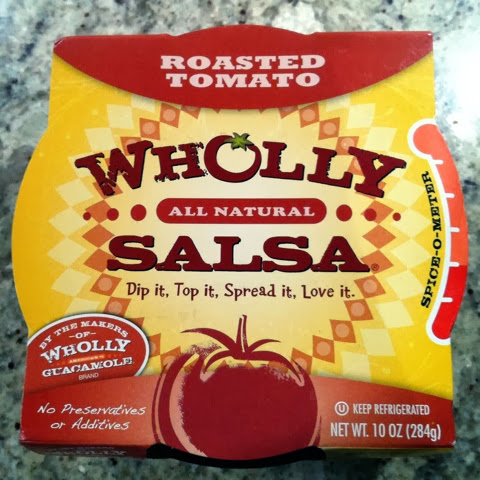 ROASTED
TOMATO
WHOLLY
ALL NATURAL
SALSA®
Dip it, Top it, Spread it, Love it.
SPICE-O-METER
BY THE MAKERS
-OF-
WHOLLY
GUACAMOLE
BRAND
No Preservatives
or Additives
U KEEP REFRIGERATED
NET WT. 10 OZ (284g)